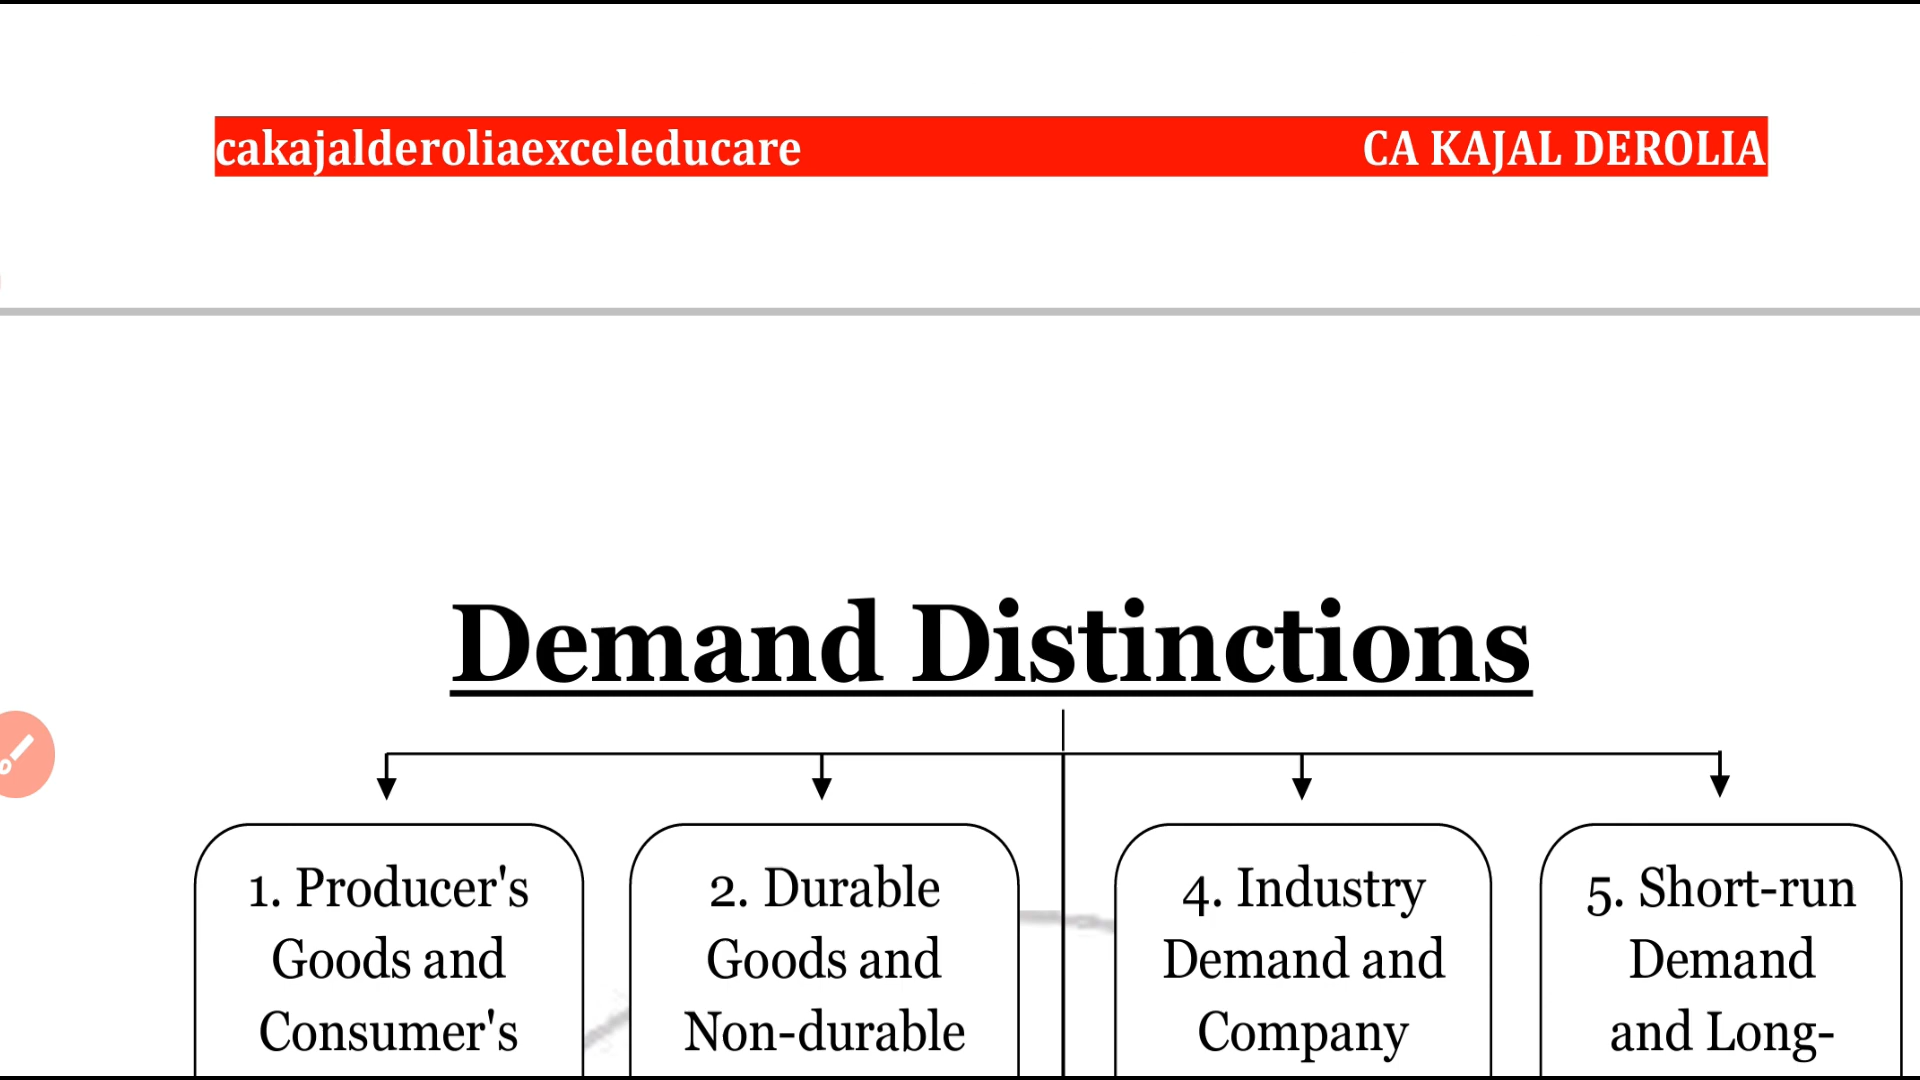 cakajalderoliaexceleducare CA KAJAL DEROLIA
Demand Distinctions
1. Producer's
Goods and
Consumer's
2. Durable
Goods and
Non-durable
4. Industry
Demand and
Company
5. Short-run
Demand
and Long-